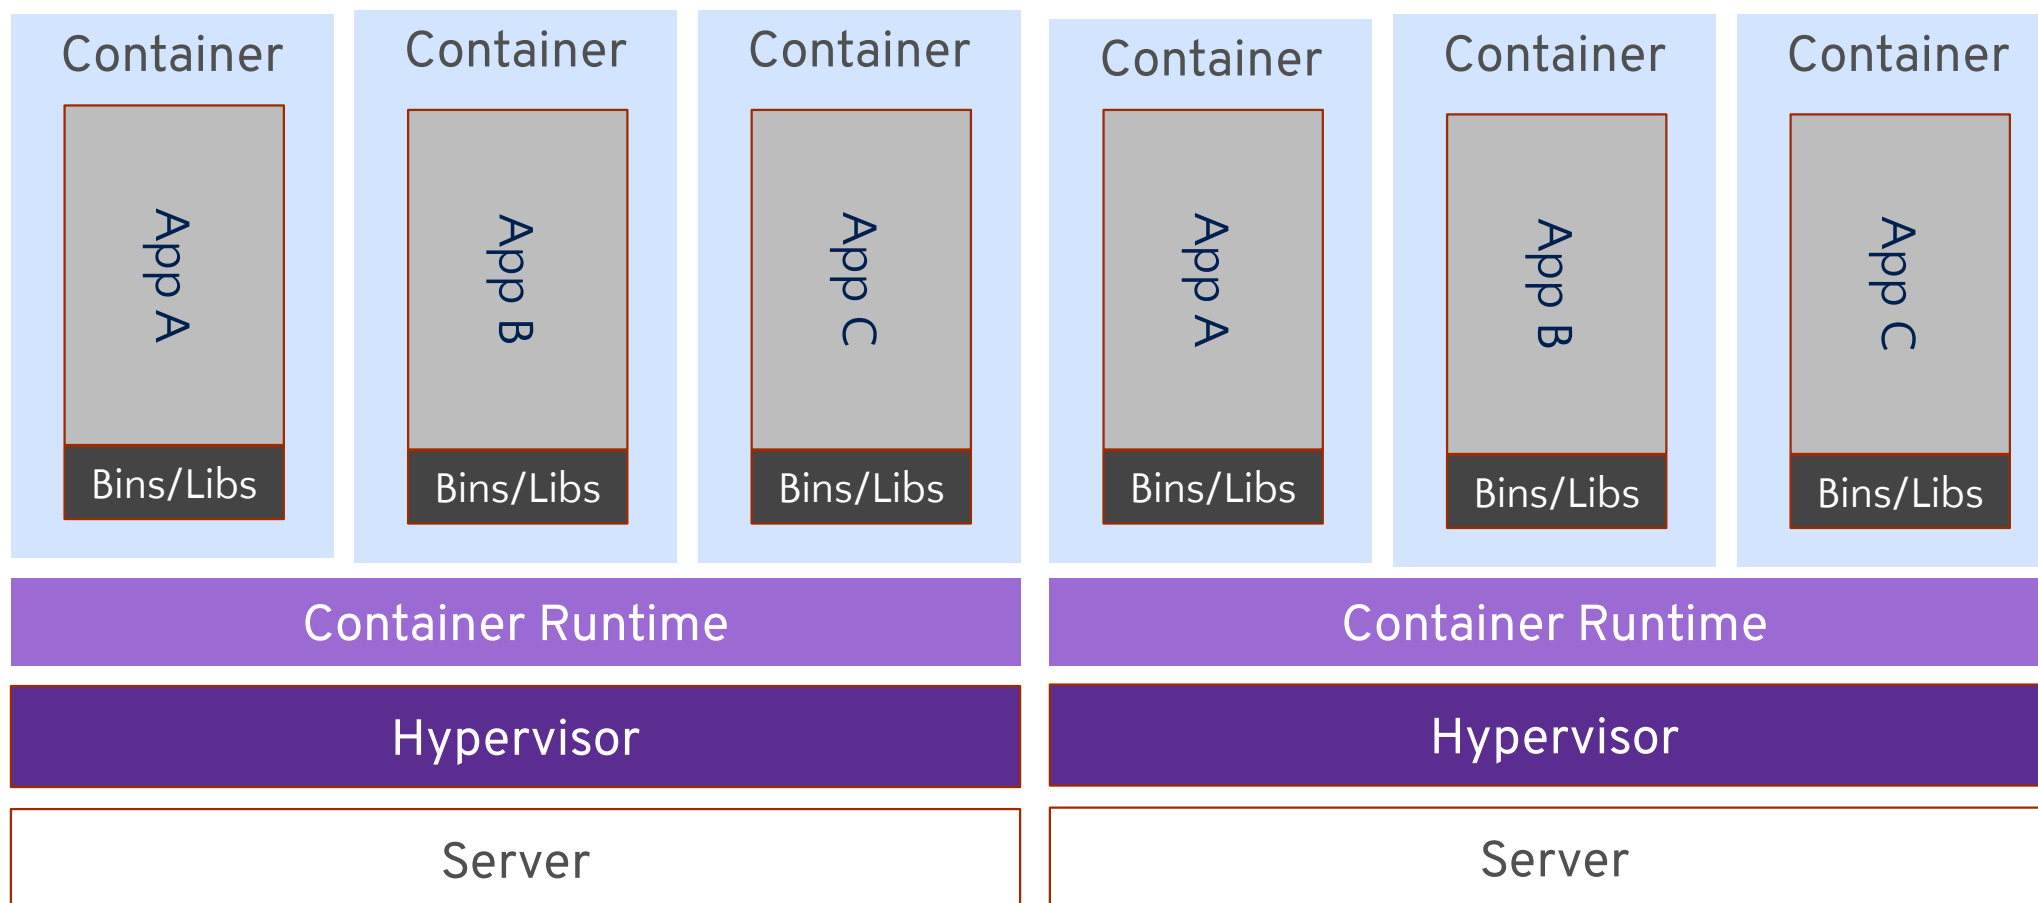 Container
Container
Container
Container
Container
Container
App A
App B
App C
App A
App B
App C
Bins/Libs
Bins/Libs
Bins/Libs
Bins/Libs
Bins/Libs
Bins/Libs
Container Runtime
Container Runtime
Hypervisor
Hypervisor
Server
Server